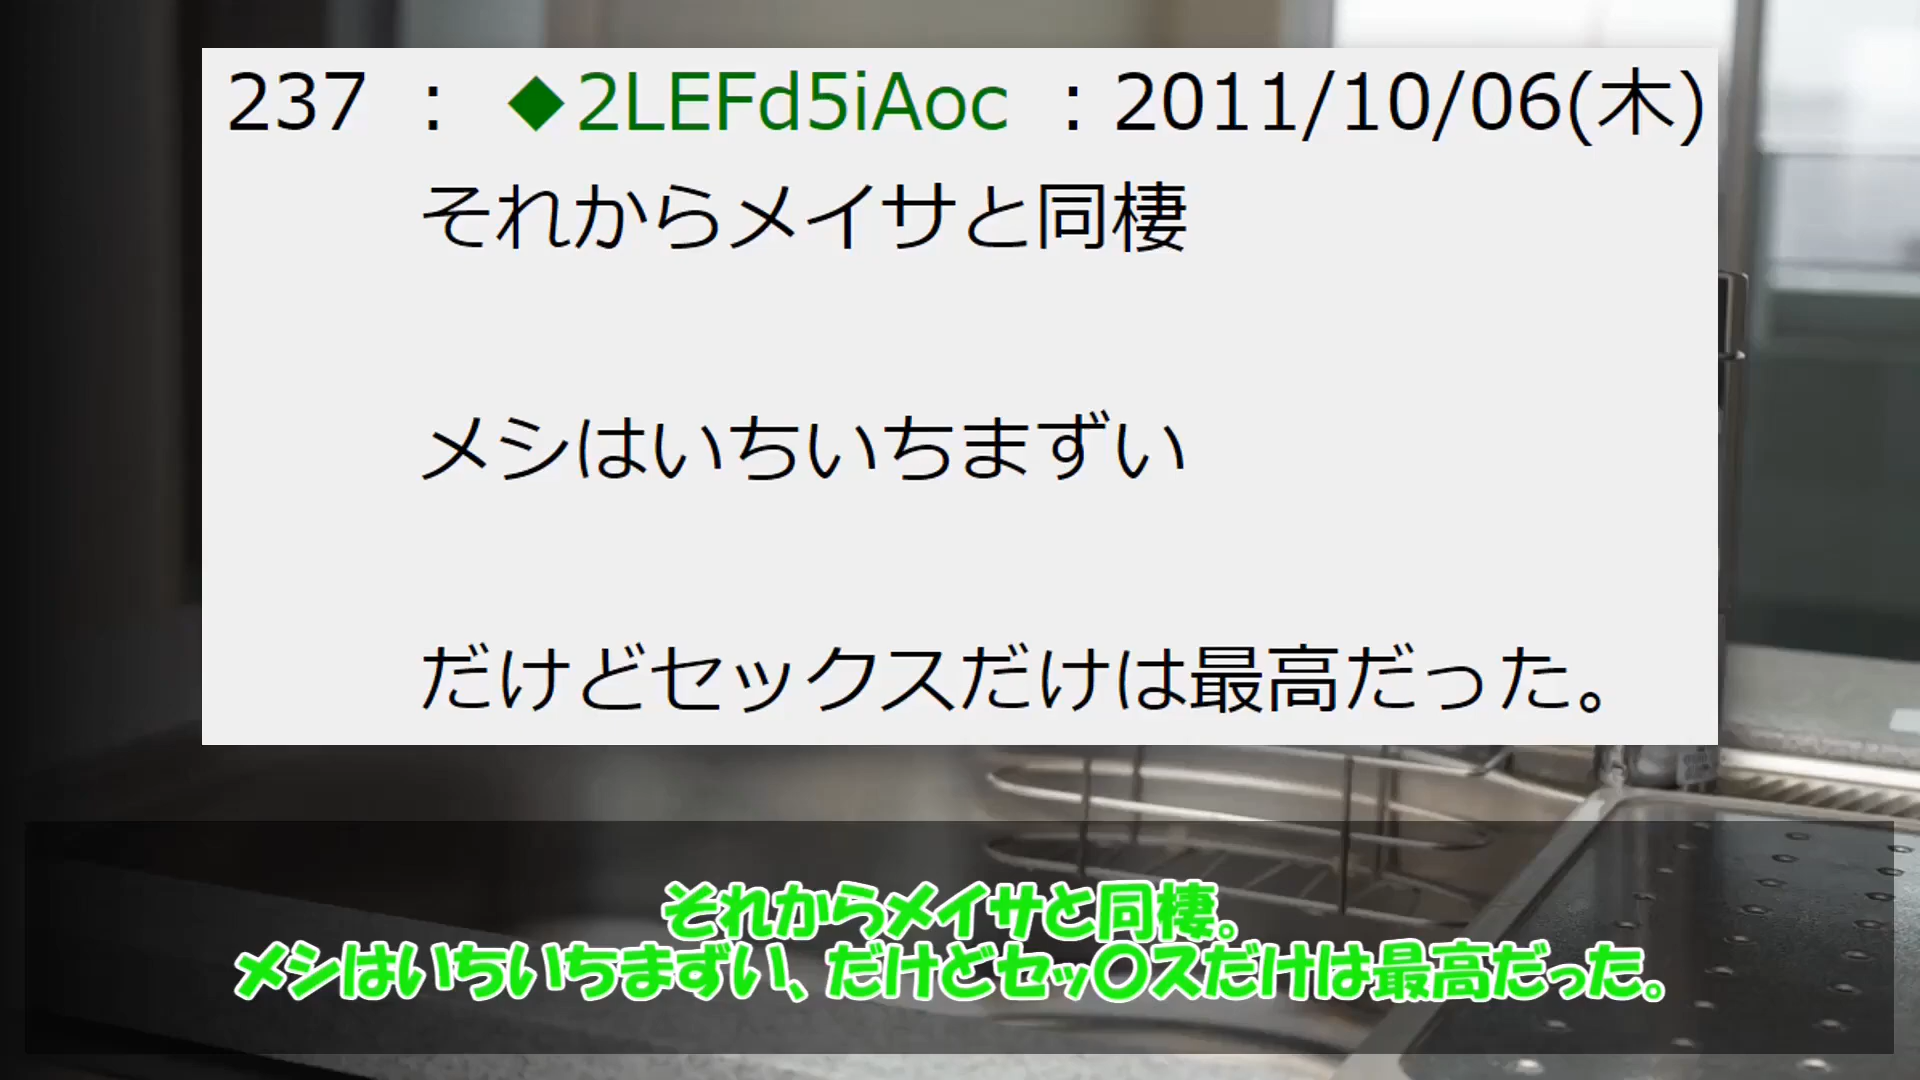 237 ： ◆2LEFd5iAoc ：2011/10/06(木)
それからメイサと同棲
メシはいちいちまずい
だけどセックスだけは最高だった。
それからメイサと同棲。
メシはいちいちまずい、だけどセッ〇スだけは最高だった。